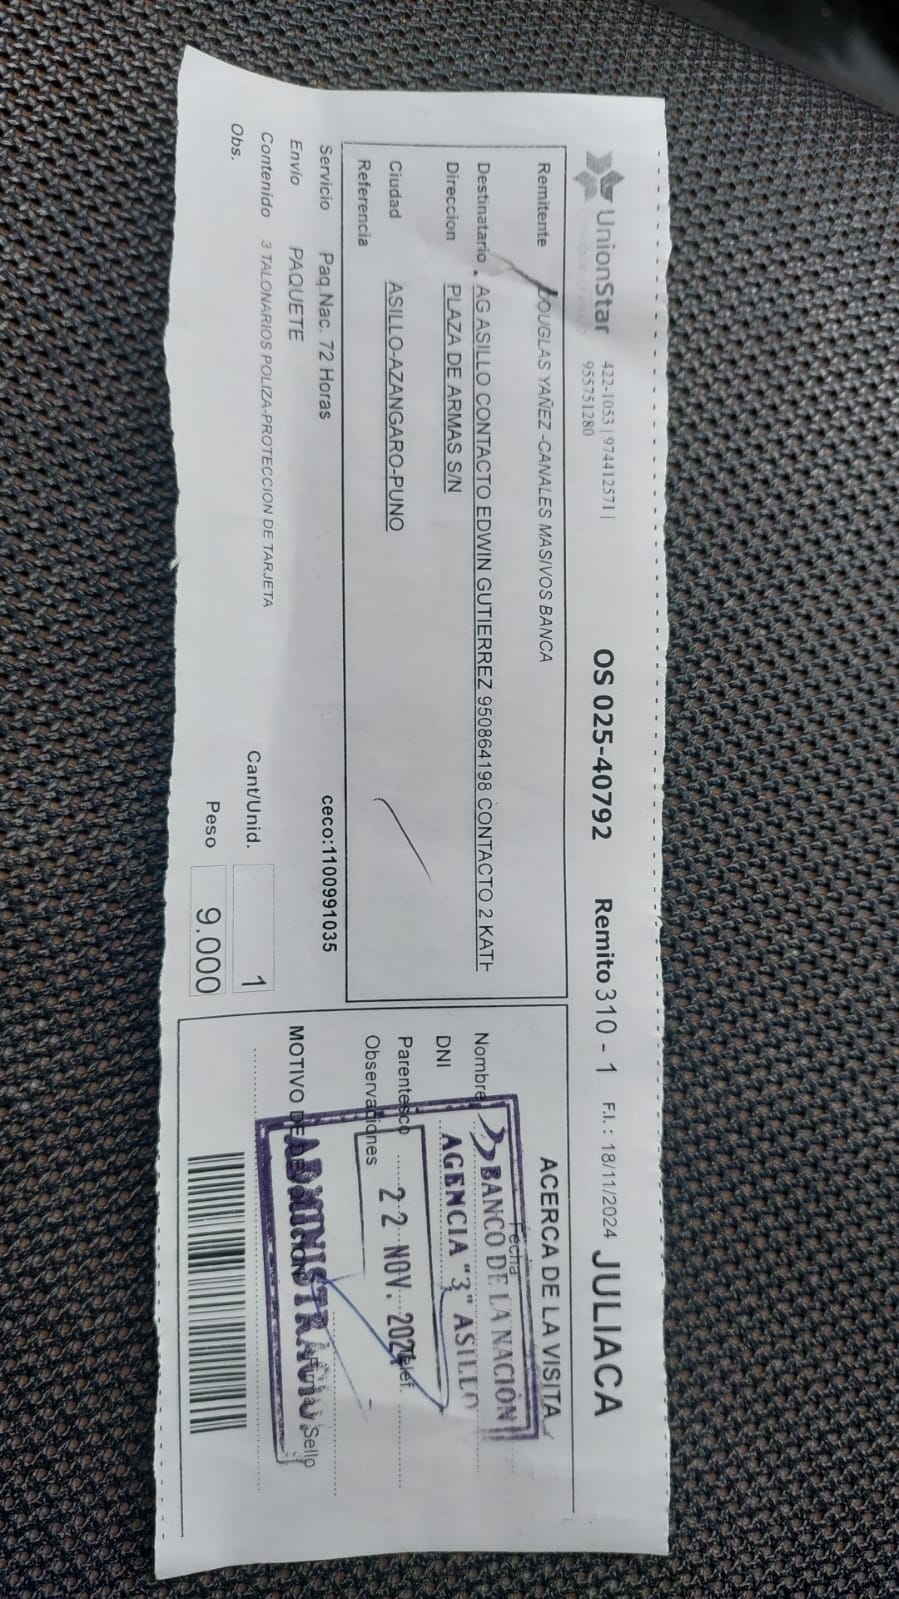 UnionStar 422-1053 | 974412571 |
955751280
OS 025-40792 Remito 310 - 1 F.I.: 18/11/2024 JULIACA
Remitente DOUGLAS YAÑEZ -CANALES MASIVOS BANCA
Destinatario AG ASILLO CONTACTO EDWIN GUTIERREZ 950864198 CONTACTO 2 KATH
Direccion PLAZA DE ARMAS S/N
Ciudad ASILLO-AZANGARO-PUNO
Referencia
Servicio Paq.Nac. 72 Horas ceco:1100991035
Envio PAQUETE
Contenido 3 TALONARIOS POLIZA-PROTECCION DE TARJETA
Obs.
Cant/Unid. 1
Peso 9.000
ACERCA DE LA VISITA
Fecha
Nombre
DNI
Parentesco Telef.
Observaciones
MOTIVO DE
Firma y Sello
BANCO DE LA NACIÓN
AGENCIA "3" ASILLO
22 NOV. 2024